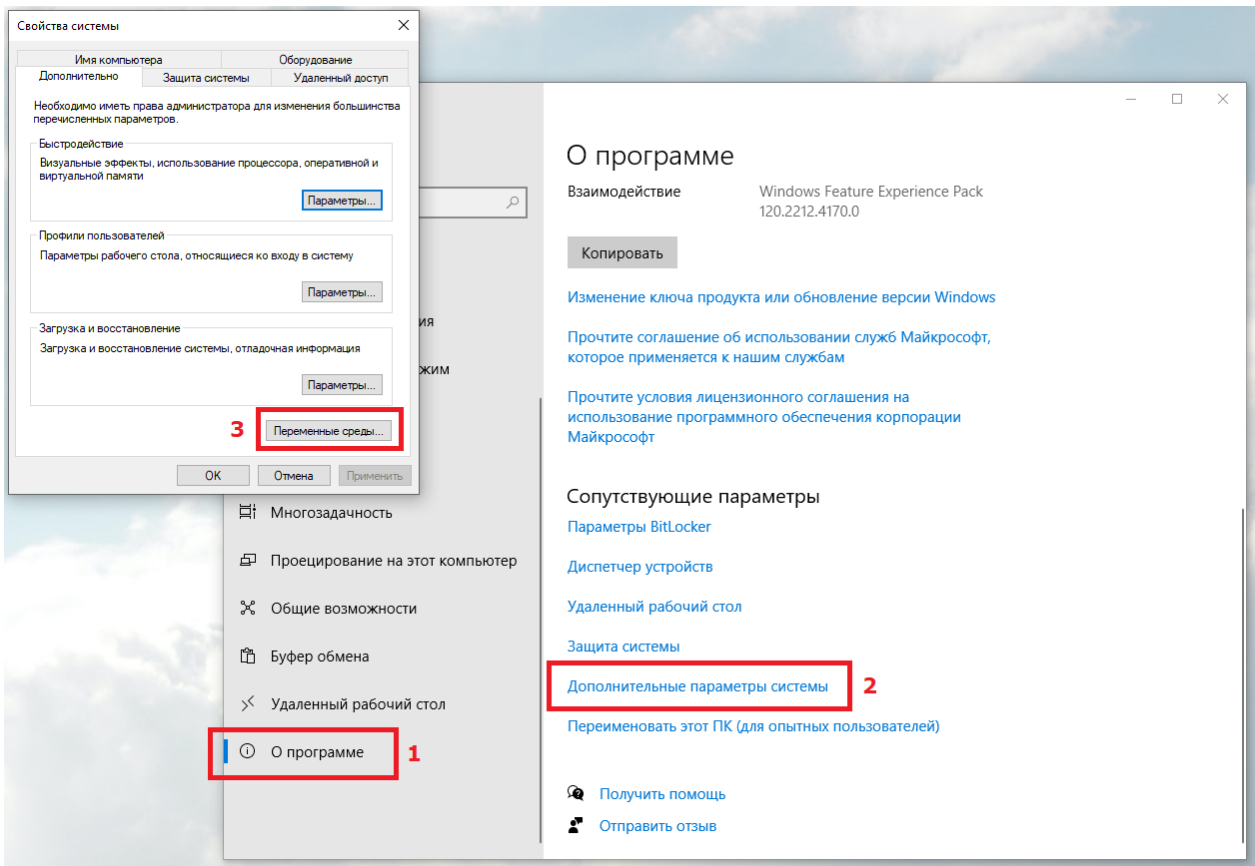 Свойства системы
Имя компьютера
Оборудование
Дополнительно
Защита системы
Удаленный доступ
Необходимо иметь права администратора для изменения большинства
перечисленных параметров.
Быстродействие
Визуальные эффекты, использование процессора, оперативной и
виртуальной памяти
Параметры...
Профили пользователей
Параметры рабочего стола, относящиеся ко входу в систему
Параметры...
Загрузка и восстановление
Загрузка и восстановление системы, отладочная информация
Параметры...
3
Переменные среды...
OK
Отмена
Применить
ия
жим
Многозадачность
Проецирование на этот компьютер
Общие возможности
Буфер обмена
Удаленный рабочий стол
О программе
1
О программе
Взаимодействие
Windows Feature Experience Pack
120.2212.4170.0
Копировать
Изменение ключа продукта или обновление версии Windows
Прочтите соглашение об использовании служб Майкрософт,
которое применяется к нашим службам
Прочтите условия лицензионного соглашения на
использование программного обеспечения корпорации
Майкрософт
Сопутствующие параметры
Параметры BitLocker
Диспетчер устройств
Удаленный рабочий стол
Защита системы
Дополнительные параметры системы
2
Переименовать этот ПК (для опытных пользователей)
Получить помощь
Отправить отзыв